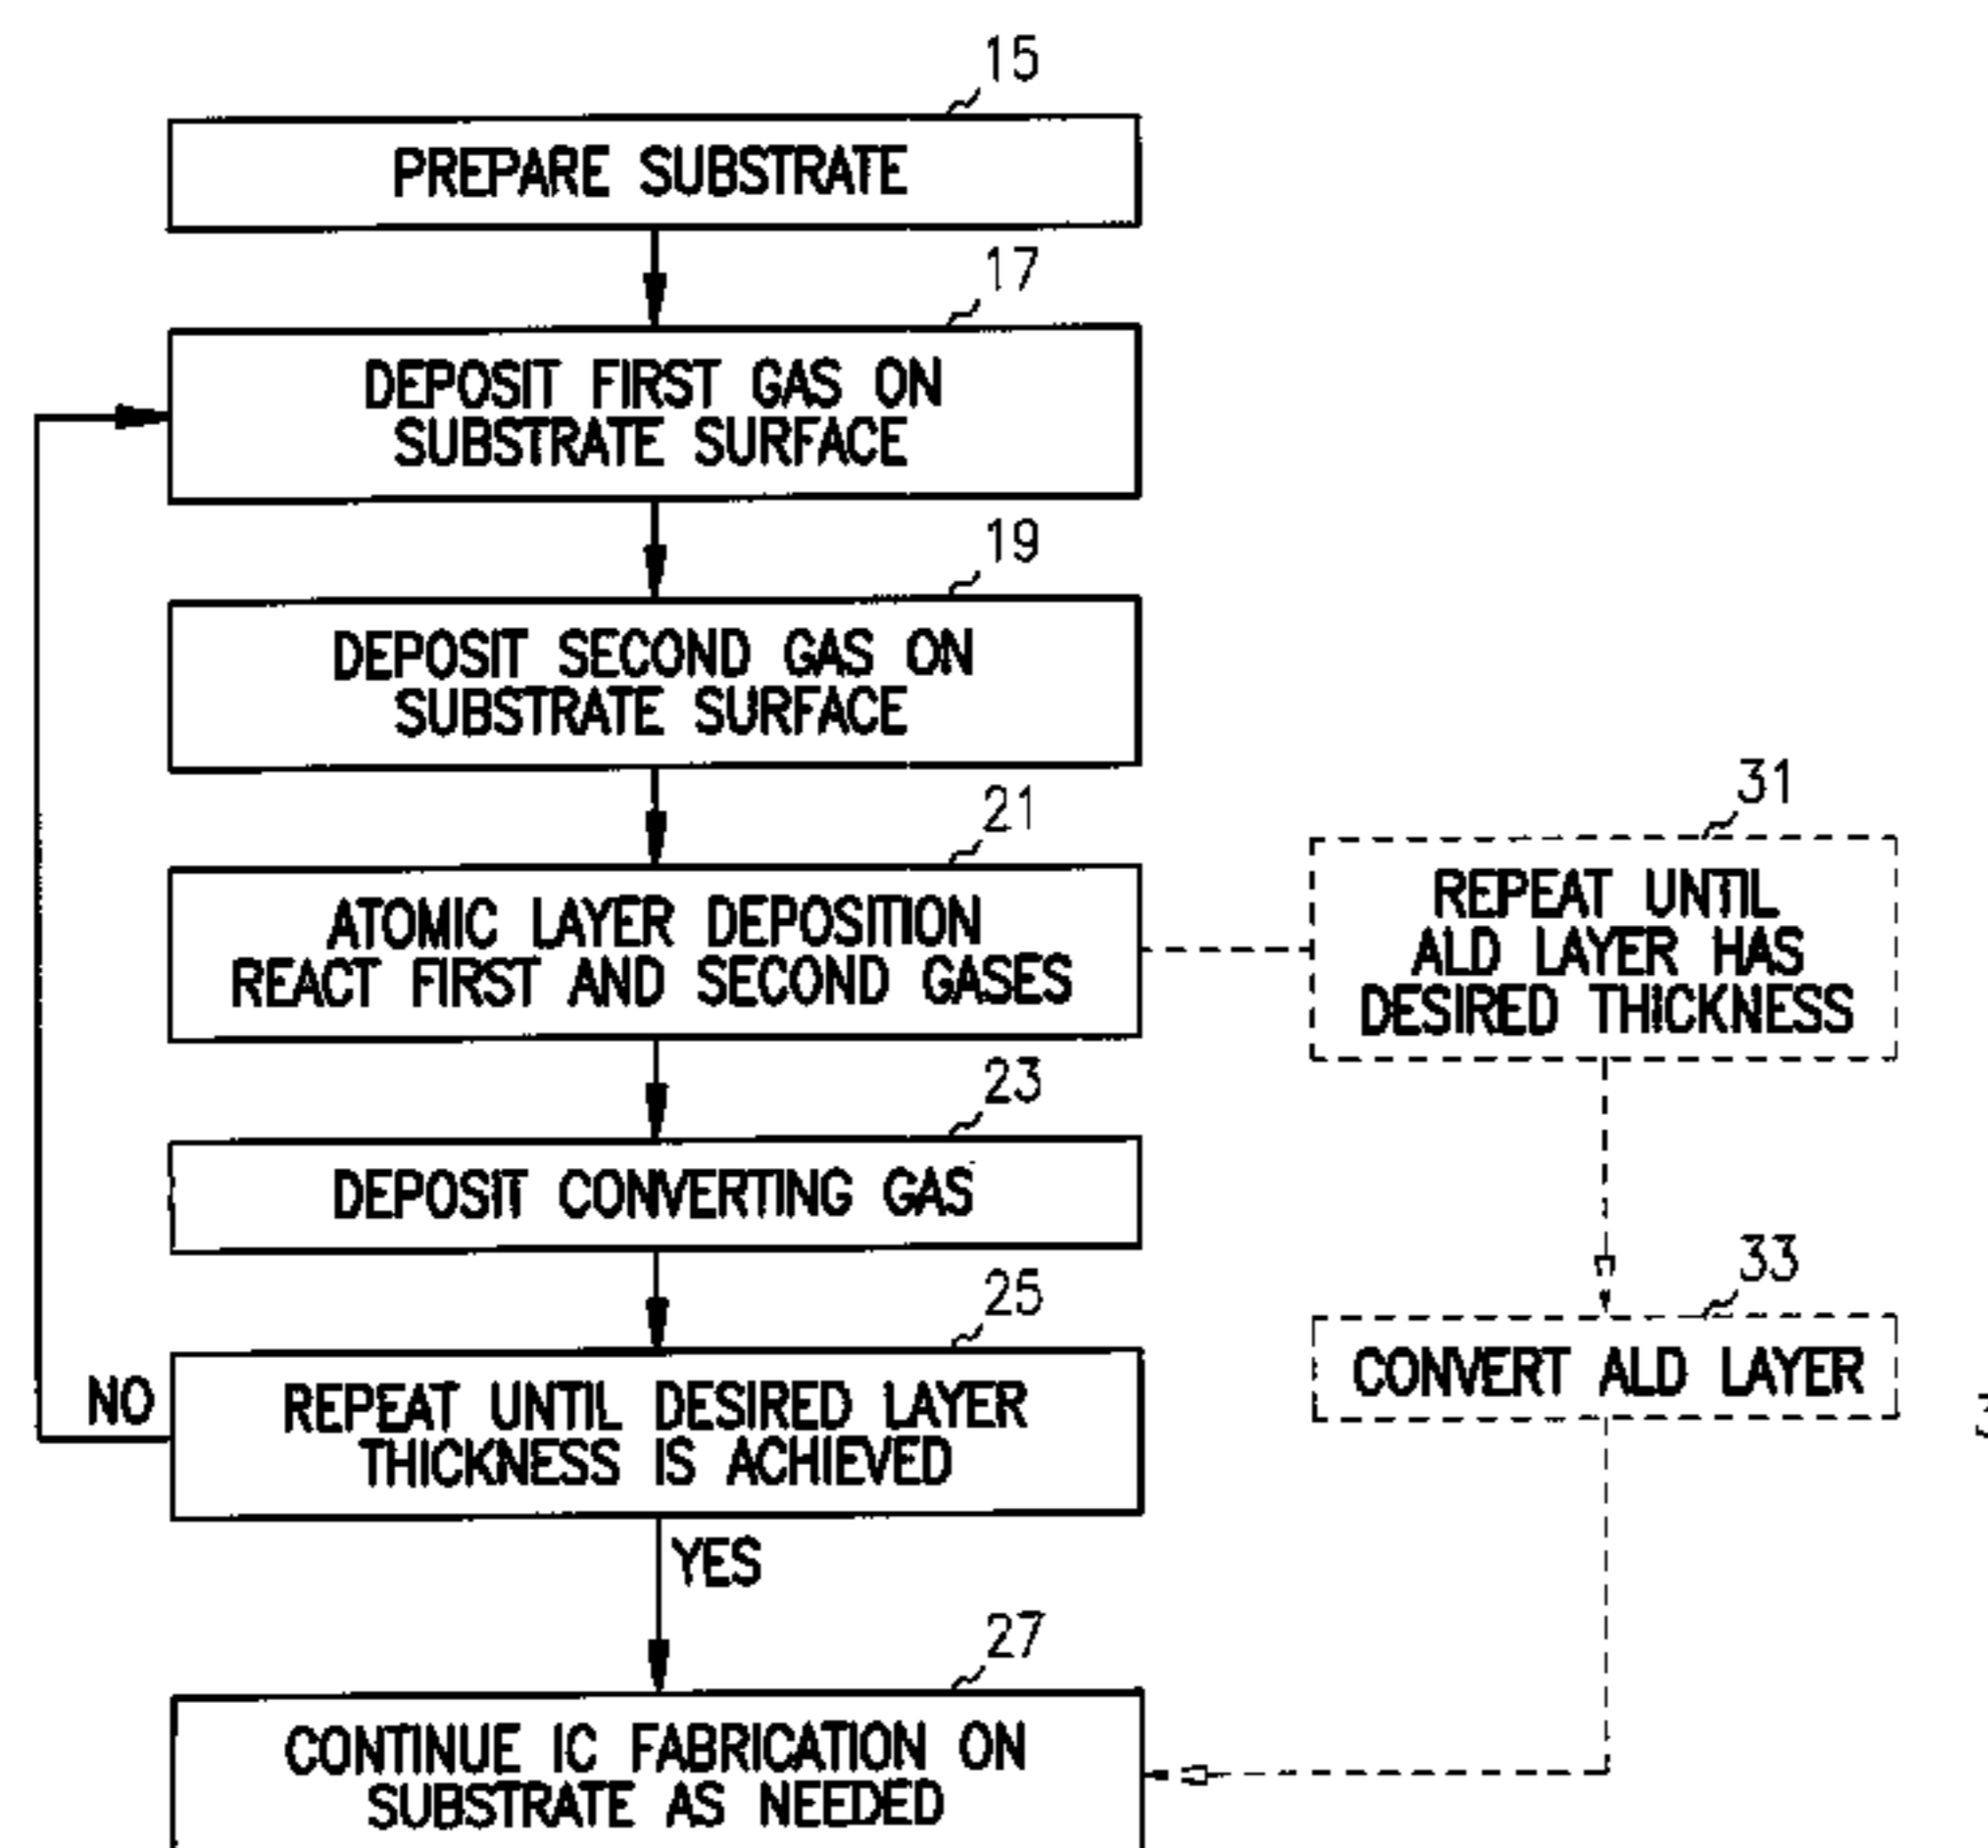 15
PREPARE SUBSTRATE
17
DEPOSIT FIRST GAS ON
SUBSTRATE SURFACE
19
DEPOSIT SECOND GAS ON
SUBSTRATE SURFACE
21
ATOMIC LAYER DEPOSITION
REACT FIRST AND SECOND GASES
31
REPEAT UNTIL
ALD LAYER HAS
DESIRED THICKNESS
23
DEPOSIT CONVERTING GAS
33
CONVERT ALD LAYER
25
REPEAT UNTIL DESIRED LAYER
THICKNESS IS ACHIEVED
NO
YES
27
CONTINUE IC FABRICATION ON
SUBSTRATE AS NEEDED